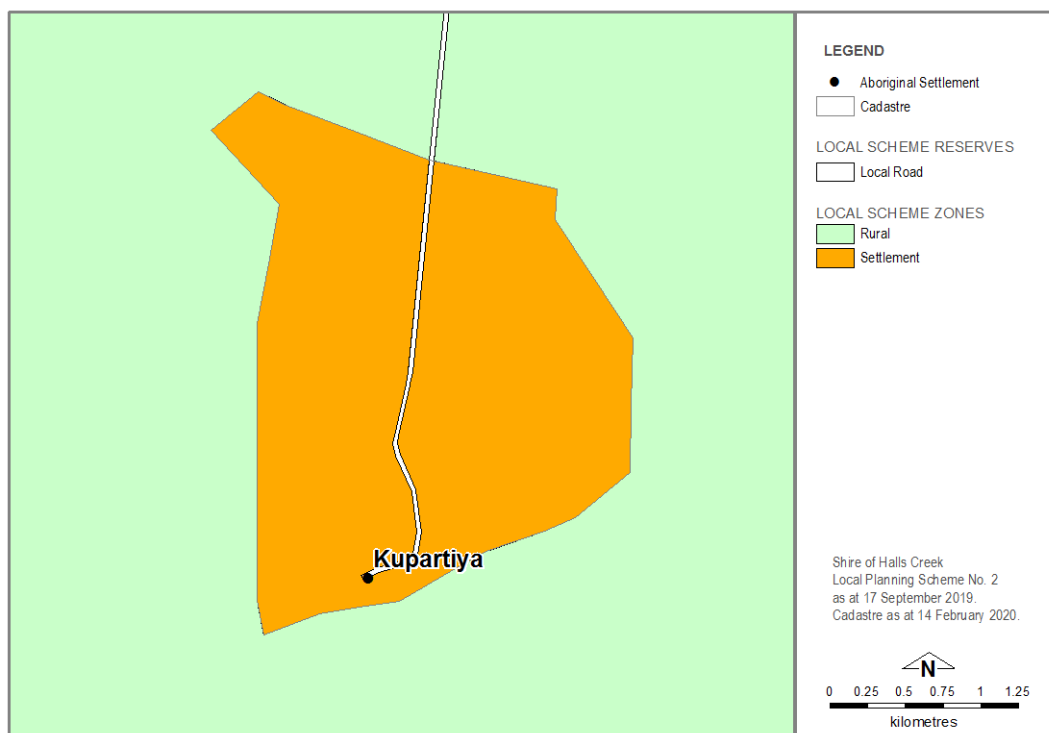 Kupartiya
LEGEND
Aboriginal Settlement
Cadastre
LOCAL SCHEME RESERVES
Local Road
LOCAL SCHEME ZONES
Rural
Settlement
Shire of Halls Creek
Local Planning Scheme No. 2
as at 17 September 2019.
Cadastre as at 14 February 2020.
N
0 0.25 0.5 0.75 1 1.25
kilometres